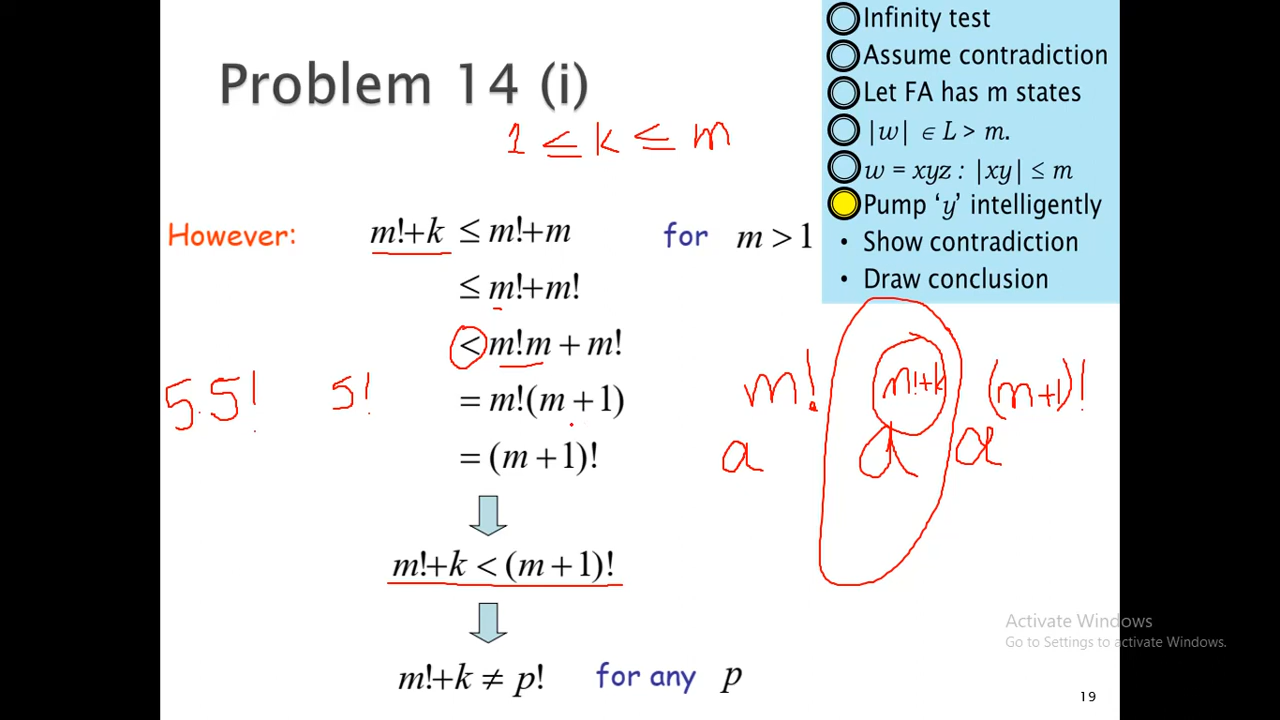 Problem 14 (i)
1 ≤ k ≤ m
Infinity test
Assume contradiction
Let FA has m states
|w| ∈ L > m.
w = xyz : |xy| ≤ m
Pump ‘y’ intelligently
• Show contradiction
• Draw conclusion
However: m!+k ≤ m!+m for m > 1
≤ m!+m!
< m!m + m!
5.5! 5! = m!(m + 1)
m! m!+k (m+1)!
a a a
= (m + 1)!
m!+k < (m + 1)!
m!+k ≠ p! for any p
Activate Windows
Go to Settings to activate Windows.
19